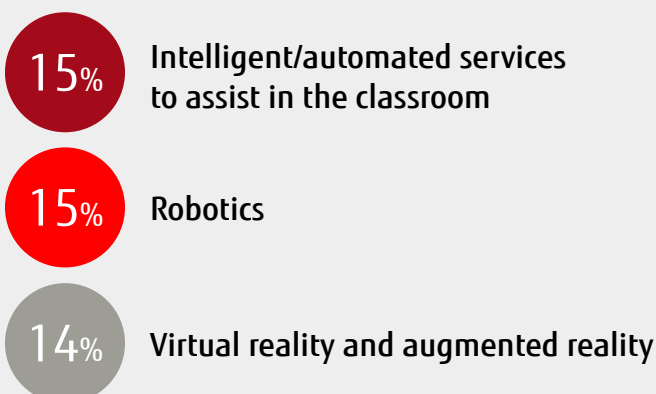 15%
Intelligent/automated services
to assist in the classroom
15%
Robotics
14%
Virtual reality and augmented reality